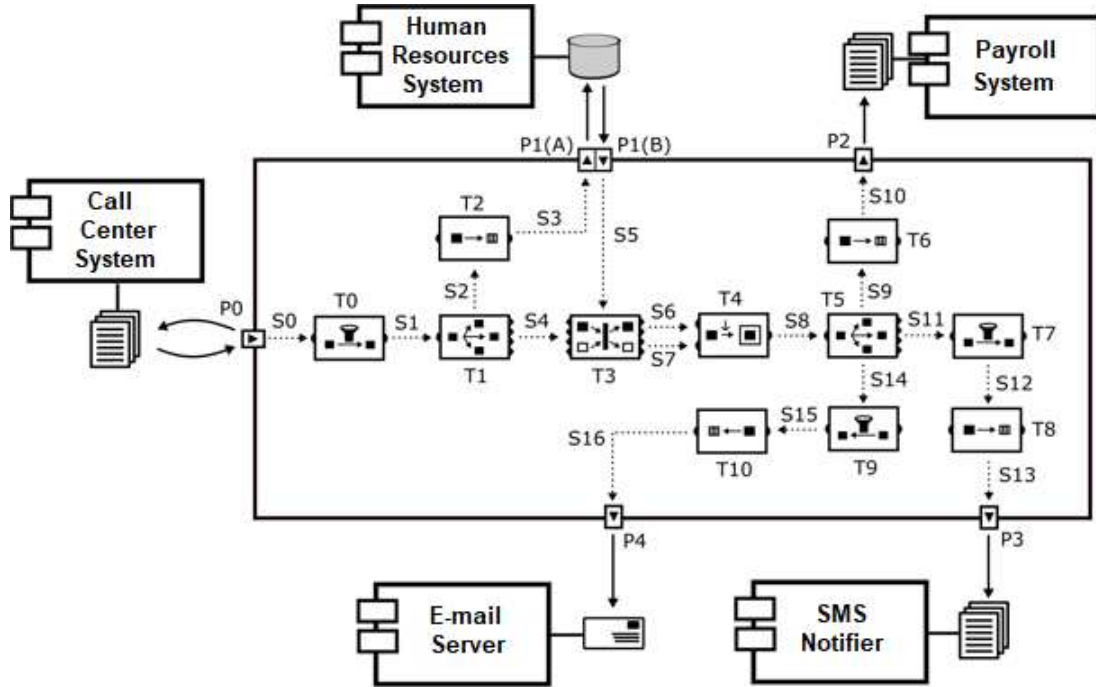 Human
Resources
System
Payroll
System
P1(A)
P1(B)
P2
Call
Center
System
T2
S3
S5
S10
T6
P0
S0
T0
S1
S2
S4
S6
T4
T5
S9
S11
S7
S8
T7
T1
T3
S14
S12
S16
S15
T8
T10
T9
S13
P4
P3
E-mail
Server
SMS
Notifier